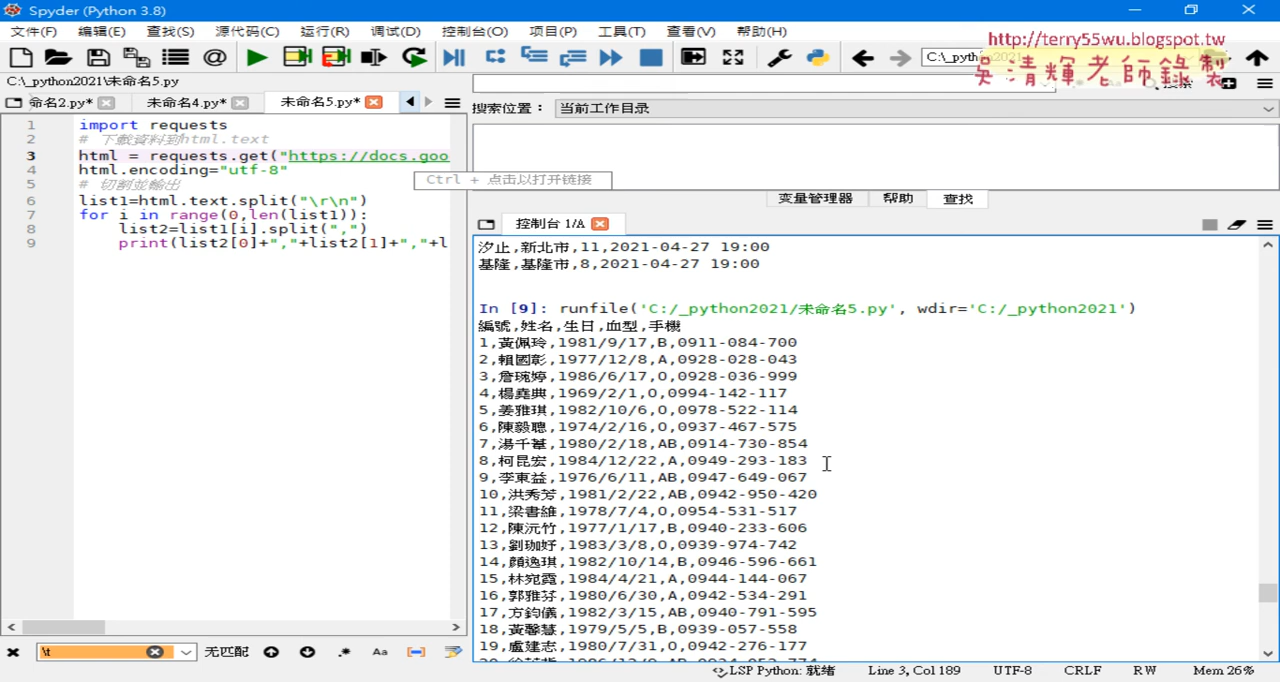 Spyder (Python 3.8)
文件(F) 编辑(E) 查找(S) 源代码(C) 运行(R) 调试(D) 控制台(O) 项目(P) 工具(T) 查看(V) 帮助(H)
http://terry55wu.blogspot.tw
吳清輝老師錄製
C:\_pytho
C:\_python2021\未命名5.py
命名2.py* 未命名4.py* 未命名5.py*
搜索位置： 当前工作目录
1 import requests
2 # 下載資料到html.text
3 html = requests.get("https://docs.goo
4 html.encoding="utf-8"
5 # 切割並輸出
6 list1=html.text.split("\r\n")
7 for i in range(0,len(list1)):
8 list2=list1[i].split(",")
9 print(list2[0]+","+list2[1]+","+l
Ctrl + 点击以打开链接
变量管理器 帮助 查找
控制台 1/A
汐止,新北市,11,2021-04-27 19:00
基隆,基隆市,8,2021-04-27 19:00
In [9]: runfile('C:/_python2021/未命名5.py', wdir='C:/_python2021')
編號,姓名,生日,血型,手機
1,黃佩玲,1981/9/17,B,0911-084-700
2,賴國彰,1977/12/8,A,0928-028-043
3,詹琬婷,1986/6/17,O,0928-036-999
4,楊堯典,1969/2/1,O,0994-142-117
5,姜雅琪,1982/10/6,O,0978-522-114
6,陳毅聰,1974/2/16,O,0937-467-575
7,湯千葦,1980/2/18,AB,0914-730-854
8,柯昆宏,1984/12/22,A,0949-293-183
9,李東益,1976/6/11,AB,0947-649-067
10,洪秀芳,1981/2/22,AB,0942-950-420
11,梁書維,1978/7/4,O,0954-531-517
12,陳沅竹,1977/1/17,B,0940-233-606
13,劉珈妤,1983/3/8,O,0939-974-742
14,顏逸琪,1982/10/14,B,0946-596-661
15,林宛霓,1984/4/21,A,0944-144-067
16,郭雅芬,1980/6/30,A,0942-534-291
17,方鈞儀,1982/3/15,AB,0940-791-595
18,黃馨慧,1979/5/5,B,0939-057-558
19,盧建志,1980/7/31,O,0942-276-177
\t 无匹配 .* Aa
LSP Python: 就绪 Line 3, Col 189 UTF-8 CRLF RW Mem 26%